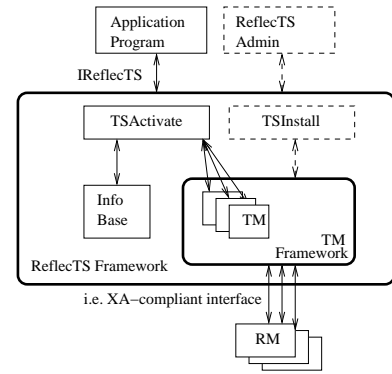 Application
Program
ReflecTS
Admin
IReflecTS
TSActivate
TSInstall
Info
Base
TM
TM
Framework
ReflecTS Framework
i.e. XA–compliant interface
RM